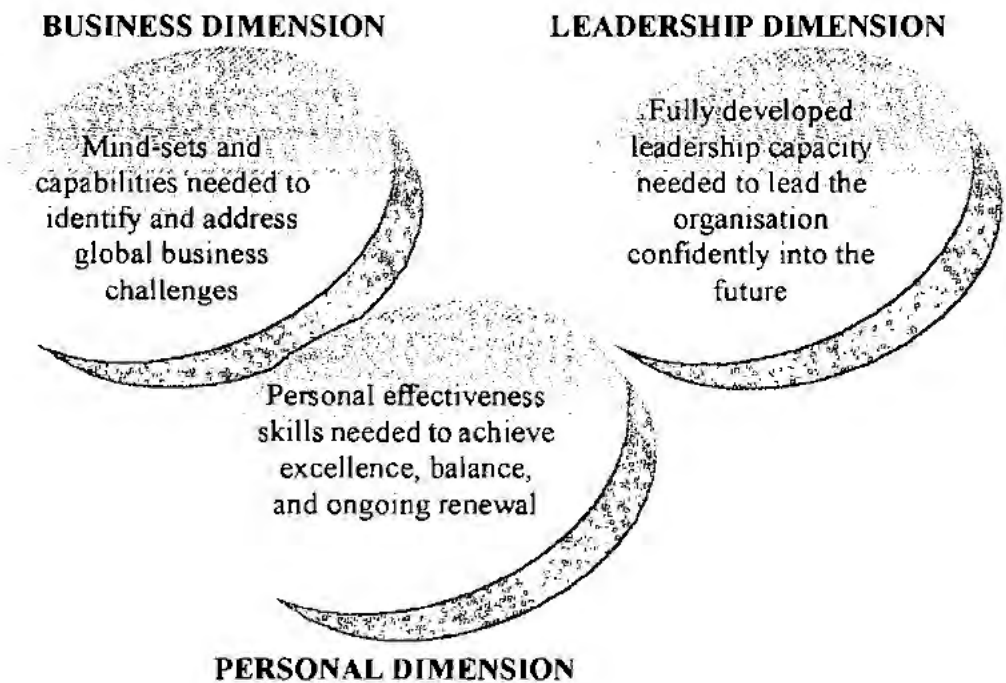 BUSINESS DIMENSION
Mind-sets and
capabilities needed to
identify and address
global business
challenges
LEADERSHIP DIMENSION
Fully developed
leadership capacity
needed to lead the
organisation
confidently into the
future
Personal effectiveness
skills needed to achieve
excellence, balance,
and ongoing renewal
PERSONAL DIMENSION